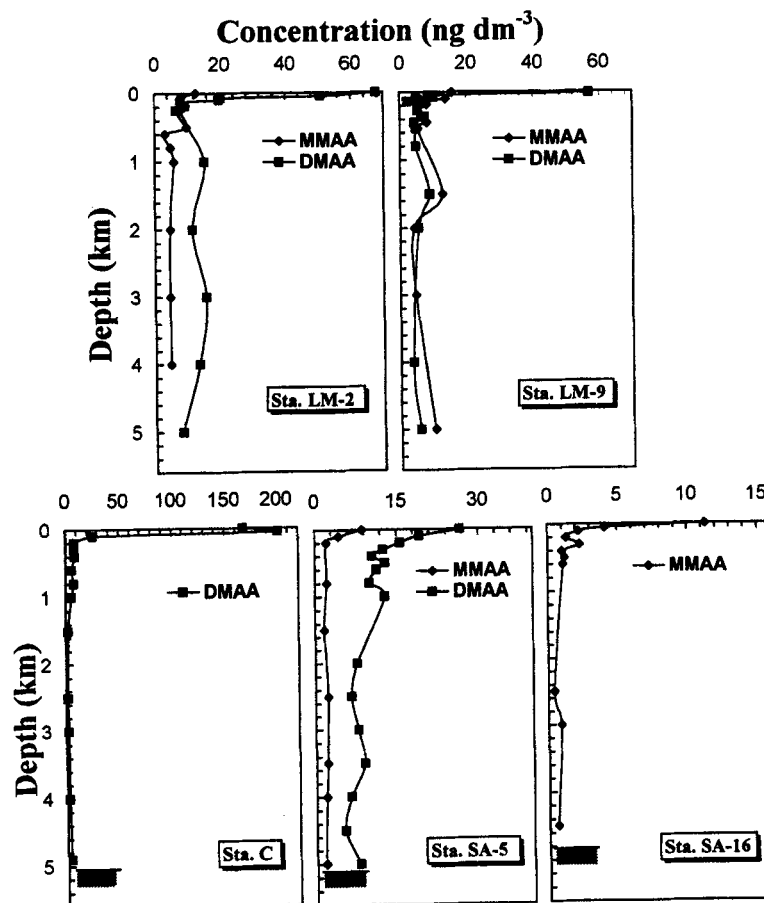 Concentration (ng dm-3)
0 20 40 60
0 20 40 60
0
1
2
3
4
5
Depth (km)
MMAA
DMAA
Sta. LM-2
MMAA
DMAA
Sta. LM-9
0 50 100 150 200
0 15 30
0 5 10 15
0
1
2
3
4
5
Depth (km)
DMAA
Sta. C
MMAA
DMAA
Sta. SA-5
MMAA
Sta. SA-16